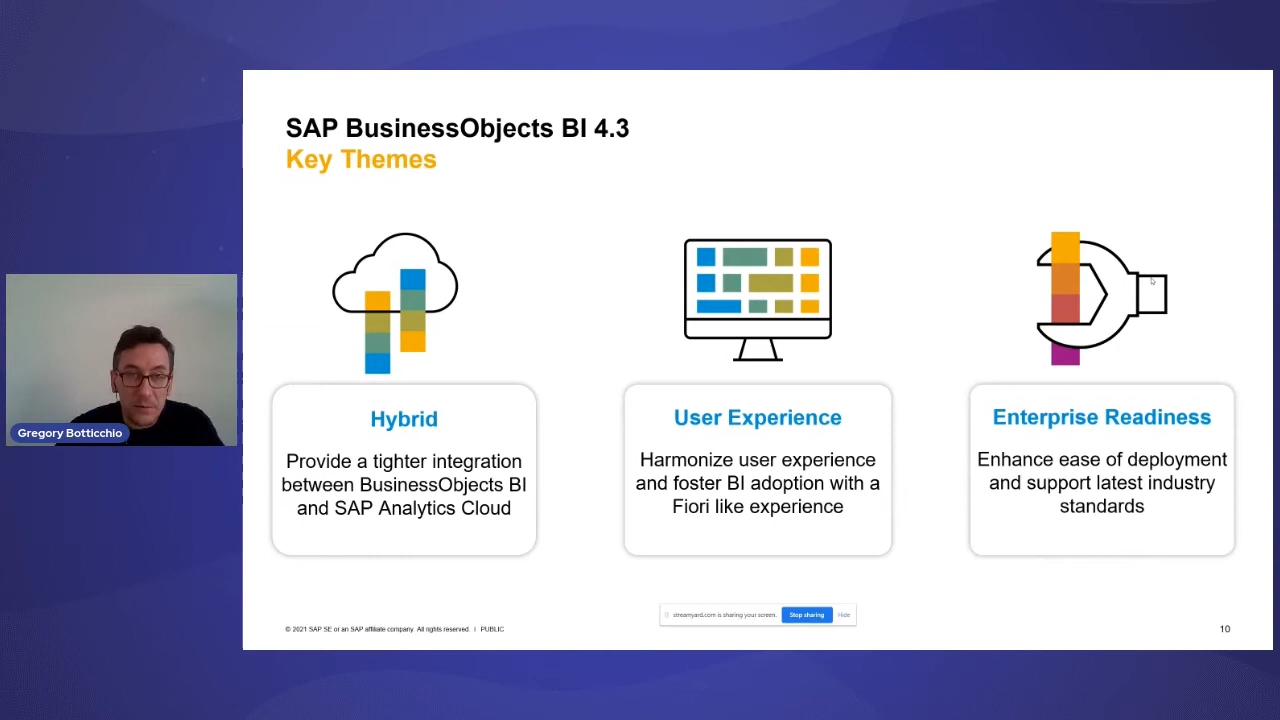 SAP BusinessObjects BI 4.3
Key Themes
Hybrid
Provide a tighter integration
between BusinessObjects BI
and SAP Analytics Cloud
User Experience
Harmonize user experience
and foster BI adoption with a
Fiori like experience
Enterprise Readiness
Enhance ease of deployment
and support latest industry
standards
Gregory Botticchio
streamyard.com is sharing your screen. Stop sharing Hide
© 2021 SAP SE or an SAP affiliate company. All rights reserved. I PUBLIC
10